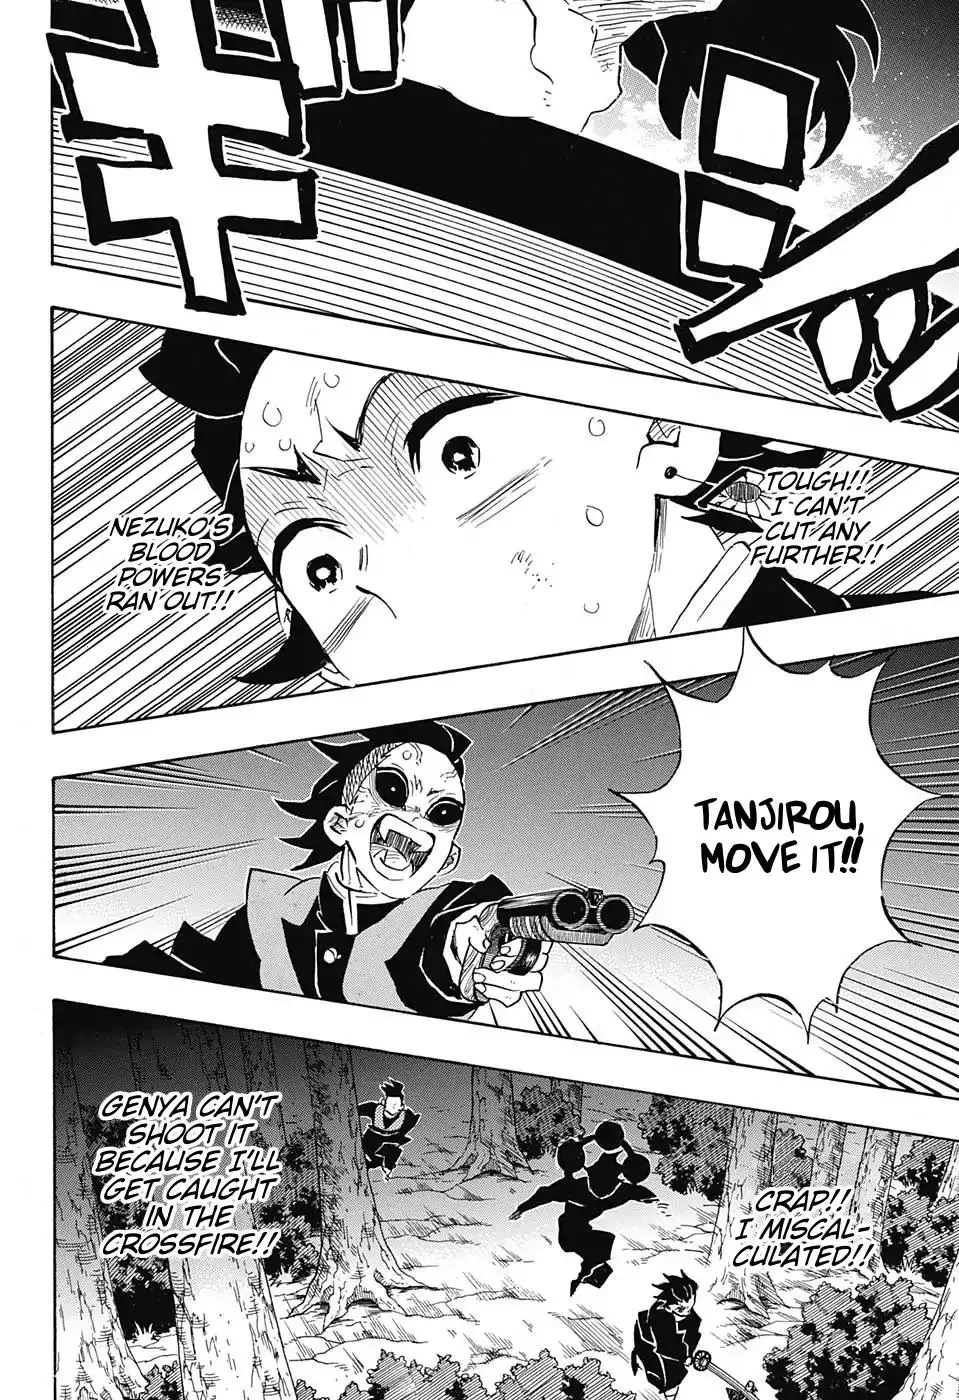 ギ
TOUGH!!
I CAN'T
CUT ANY
FURTHER!!
NEZUKO'S
BLOOD
POWERS
RAN OUT!!
TANJIROU,
MOVE IT!!
CRAP!!
I MISCAL-
CULATED!!
GENYA CAN'T
SHOOT IT
BECAUSE I'LL
GET CAUGHT
IN THE
CROSSFIRE!!